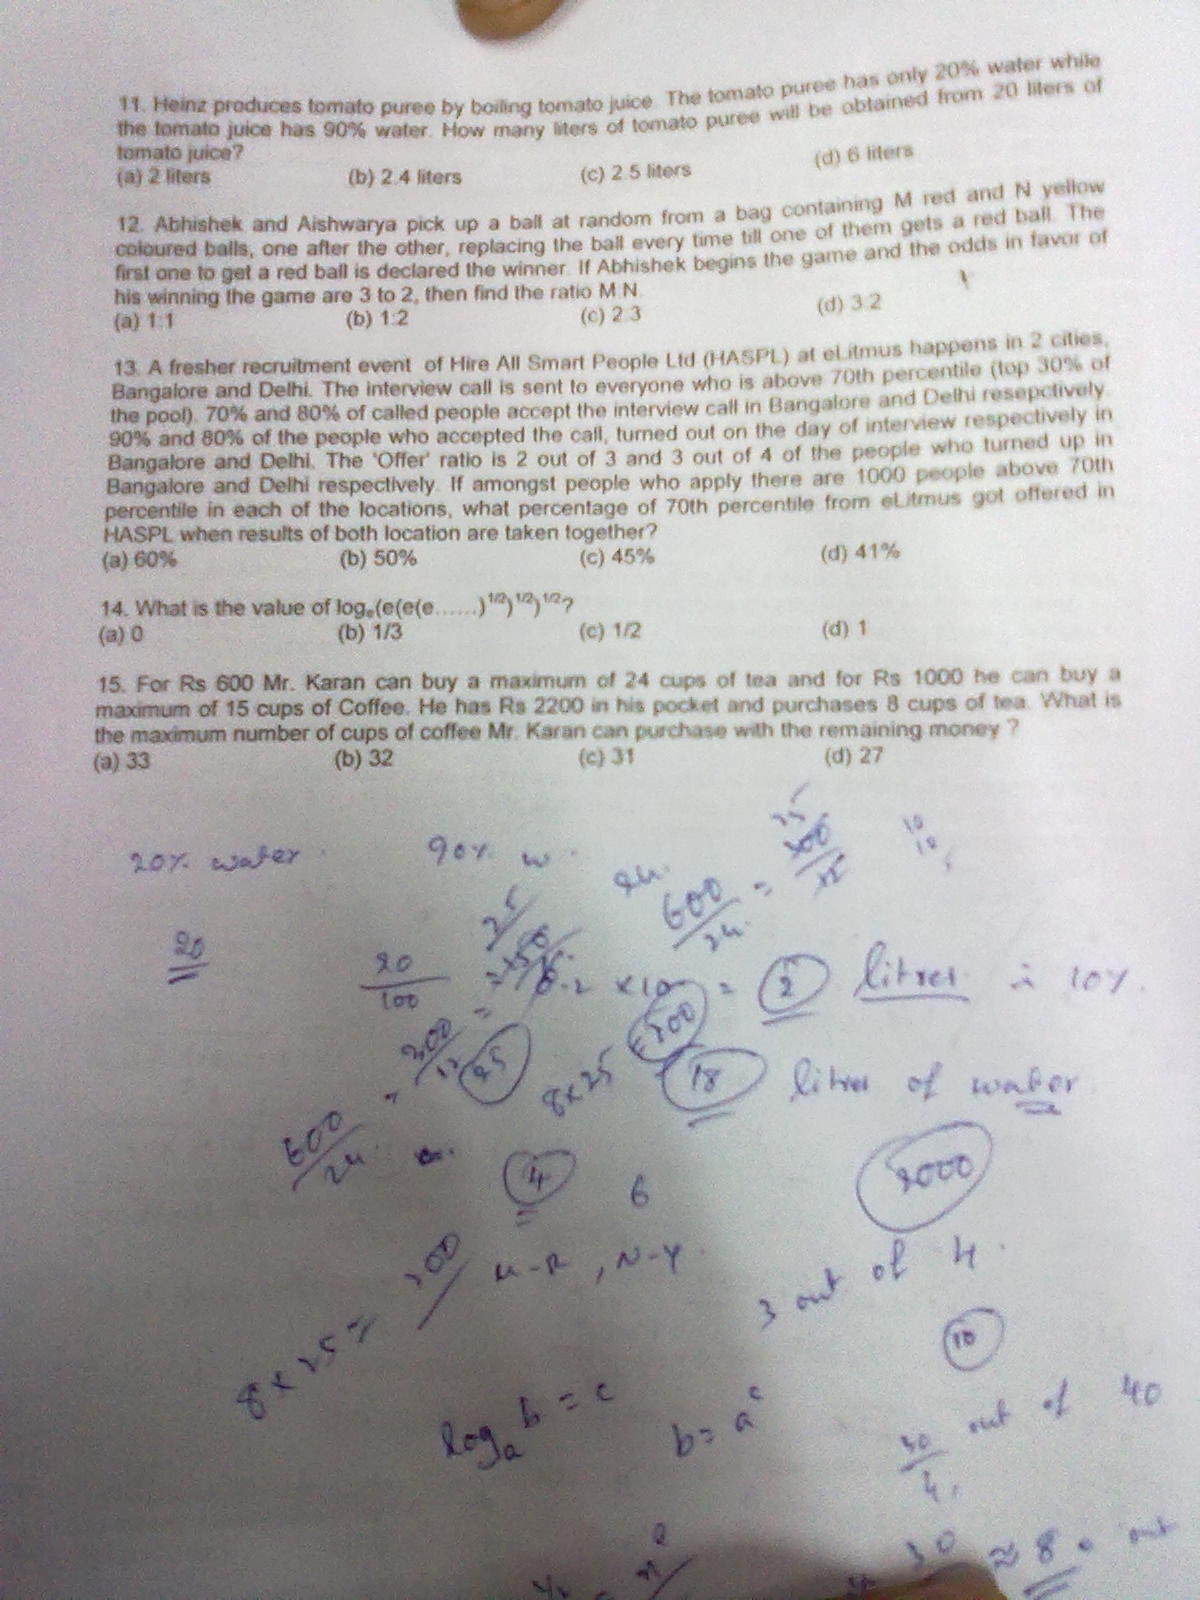 11. Heinz produces tomato puree by boiling tomato juice. The tomato puree has only 20% water while
the tomato juice has 90% water. How many liters of tomato puree will be obtained from 20 liters of
tomato juice?
(a) 2 liters (b) 2.4 liters (c) 2.5 liters (d) 6 liters
12. Abhishek and Aishwarya pick up a ball at random from a bag containing M red and N yellow
coloured balls, one after the other, replacing the ball every time till one of them gets a red ball. The
first one to get a red ball is declared the winner. If Abhishek begins the game and the odds in favor of
his winning the game are 3 to 2, then find the ratio M:N.
(a) 1:1 (b) 1:2 (c) 2:3 (d) 3:2
13. A fresher recruitment event of Hire All Smart People Ltd (HASPL) at eLitmus happens in 2 cities,
Bangalore and Delhi. The interview call is sent to everyone who is above 70th percentile (top 30% of
the pool). 70% and 80% of called people accept the interview call in Bangalore and Delhi resepctively.
90% and 80% of the people who accepted the call, turned out on the day of interview respectively in
Bangalore and Delhi. The 'Offer' ratio is 2 out of 3 and 3 out of 4 of the people who turned up in
Bangalore and Delhi respectively. If amongst people who apply there are 1000 people above 70th
percentile in each of the locations, what percentage of 70th percentile from eLitmus got offered in
HASPL when results of both location are taken together?
(a) 60% (b) 50% (c) 45% (d) 41%
14. What is the value of logₑ(e(e(e......)^1/2)^1/2)^1/2?
(a) 0 (b) 1/3 (c) 1/2 (d) 1
15. For Rs 600 Mr. Karan can buy a maximum of 24 cups of tea and for Rs 1000 he can buy a
maximum of 15 cups of Coffee. He has Rs 2200 in his pocket and purchases 8 cups of tea. What is
the maximum number of cups of coffee Mr. Karan can purchase with the remaining money ?
(a) 33 (b) 32 (c) 31 (d) 27
20% water. 90% w.
600/24 =
20
20/100 × 10 = 2 litres in 10%.
8×25 = 200
18 litres of water
600/24 = 300/12 25
2000
4 6
M-R, N-Y.
3 out of 4.
8 × 25 = 200
10
log_a b = c b = a^c
30/4 out of 40
30 ≈ 8 out